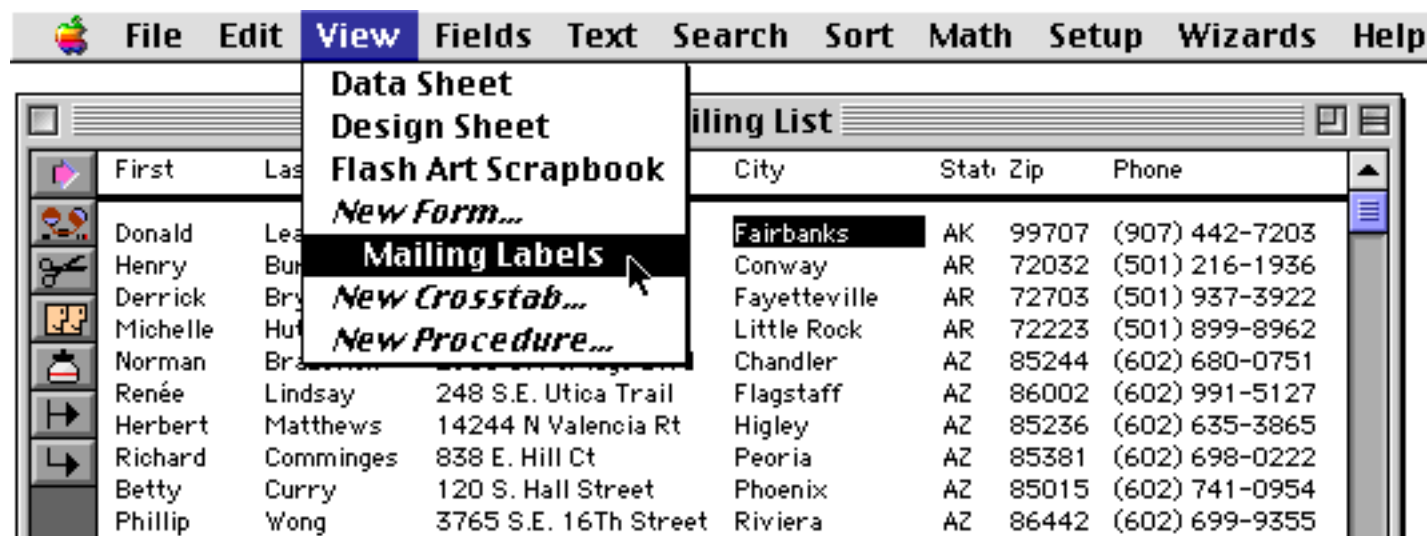 File Edit View Fields Text Search Sort Math Setup Wizards Help
Data Sheet
Design Sheet
Flash Art Scrapbook
New Form...
Mailing Labels
New Crosstab...
New Procedure...
iling List
First Las City Stat Zip Phone
Donald Lea Fairbanks AK 99707 (907) 442-7203
Henry Bur Conway AR 72032 (501) 216-1936
Derrick Bry Fayetteville AR 72703 (501) 937-3922
Michelle Hut Little Rock AR 72223 (501) 899-8962
Norman Bra Chandler AZ 85244 (602) 680-0751
Renée Lindsay 248 S.E. Utica Trail Flagstaff AZ 86002 (602) 991-5127
Herbert Matthews 14244 N Valencia Rt Higley AZ 85236 (602) 635-3865
Richard Comminges 838 E. Hill Ct Peoria AZ 85381 (602) 698-0222
Betty Curry 120 S. Hall Street Phoenix AZ 85015 (602) 741-0954
Phillip Wong 3765 S.E. 16Th Street Riviera AZ 86442 (602) 699-9355